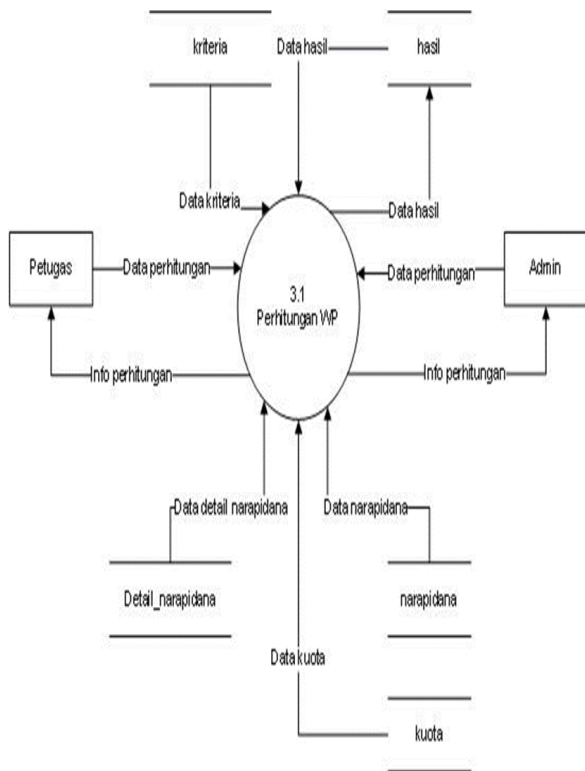 kriteria
Data hasil
hasil
Data kriteria
Data hasil
Petugas
Data perhitungan
3.1
Perhitungan WP
Data perhitungan
Admin
Info perhitungan
Info perhitungan
Data detail narapidana
Data narapidana
Detail_narapidana
narapidana
Data kuota
kuota